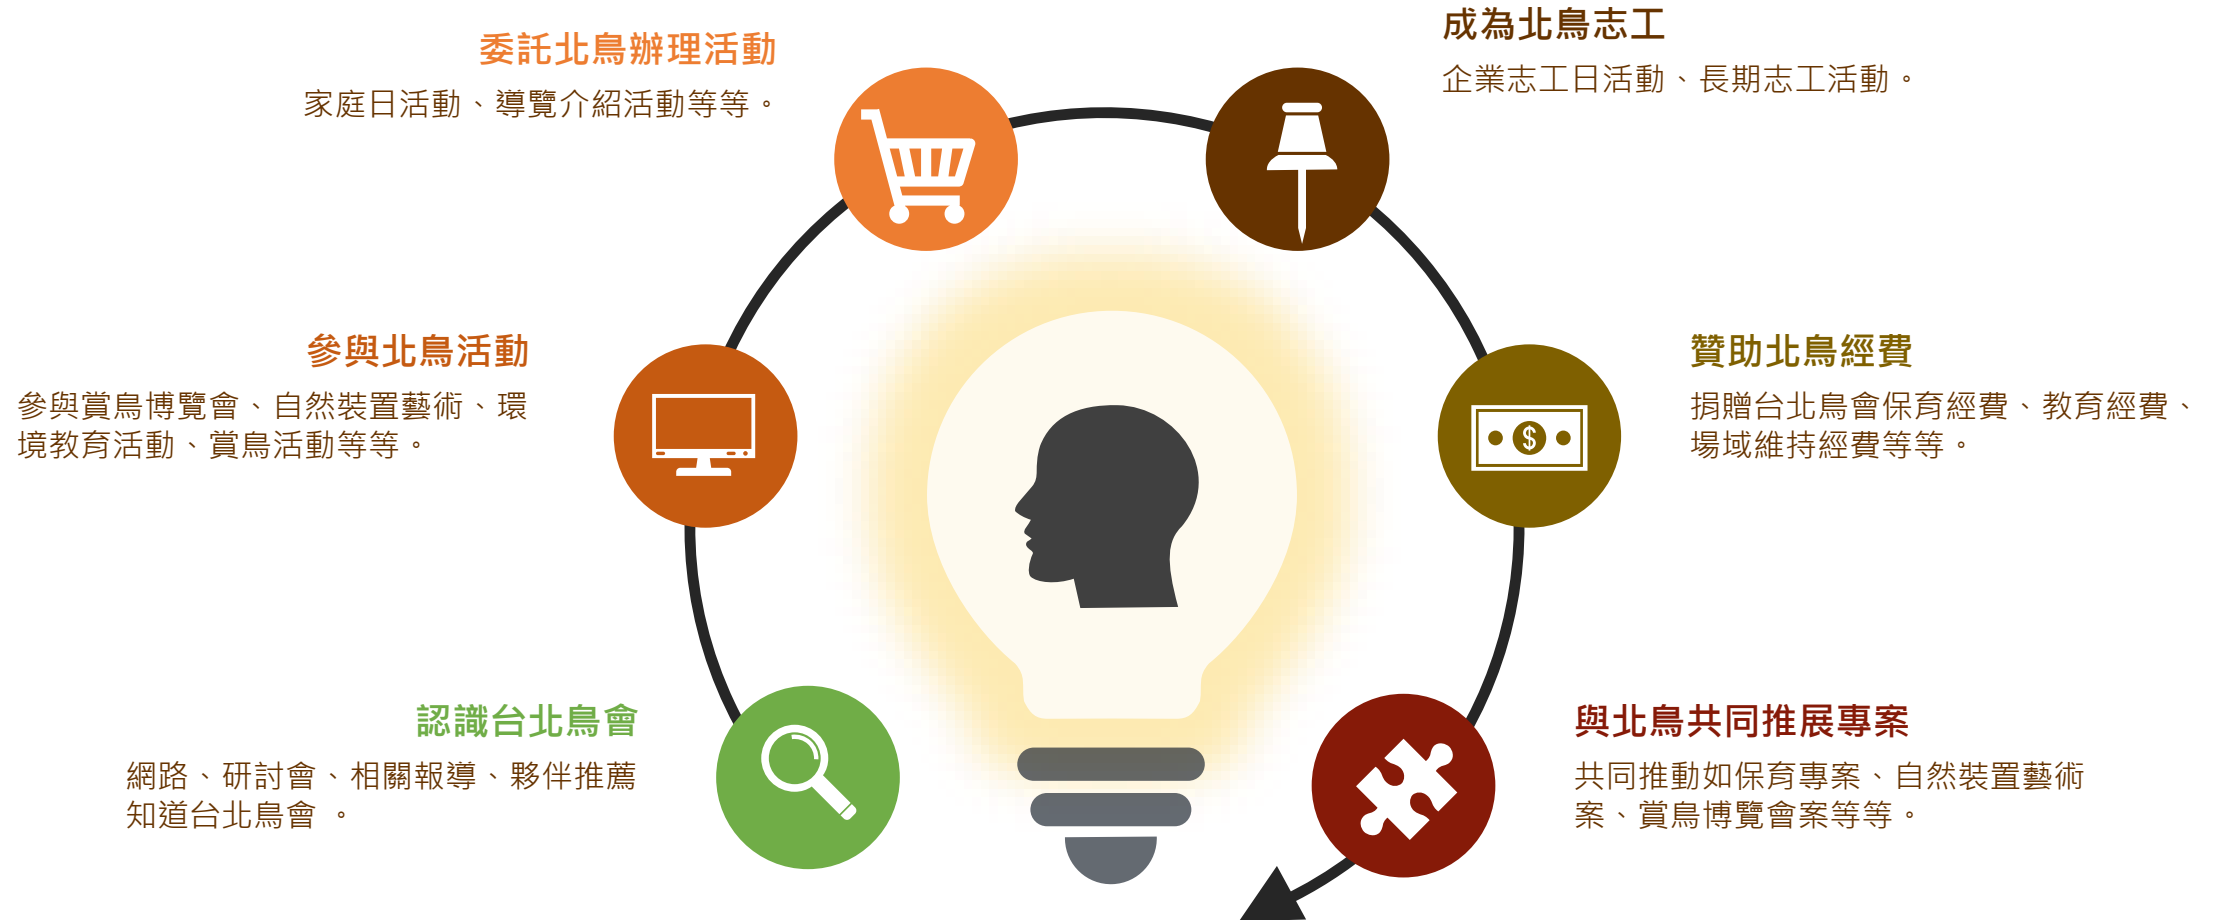 委託北鳥辦理活動
家庭日活動、導覽介紹活動等等。
成為北鳥志工
企業志工日活動、長期志工活動。
參與北鳥活動
參與賞鳥博覽會、自然裝置藝術、環
境教育活動、賞鳥活動等等。
贊助北鳥經費
捐贈台北鳥會保育經費、教育經費、
場域維持經費等等。
$
認識台北鳥會
網路、研討會、相關報導、夥伴推薦
知道台北鳥會 。
與北鳥共同推展專案
共同推動如保育專案、自然裝置藝術
案、賞鳥博覽會案等等。